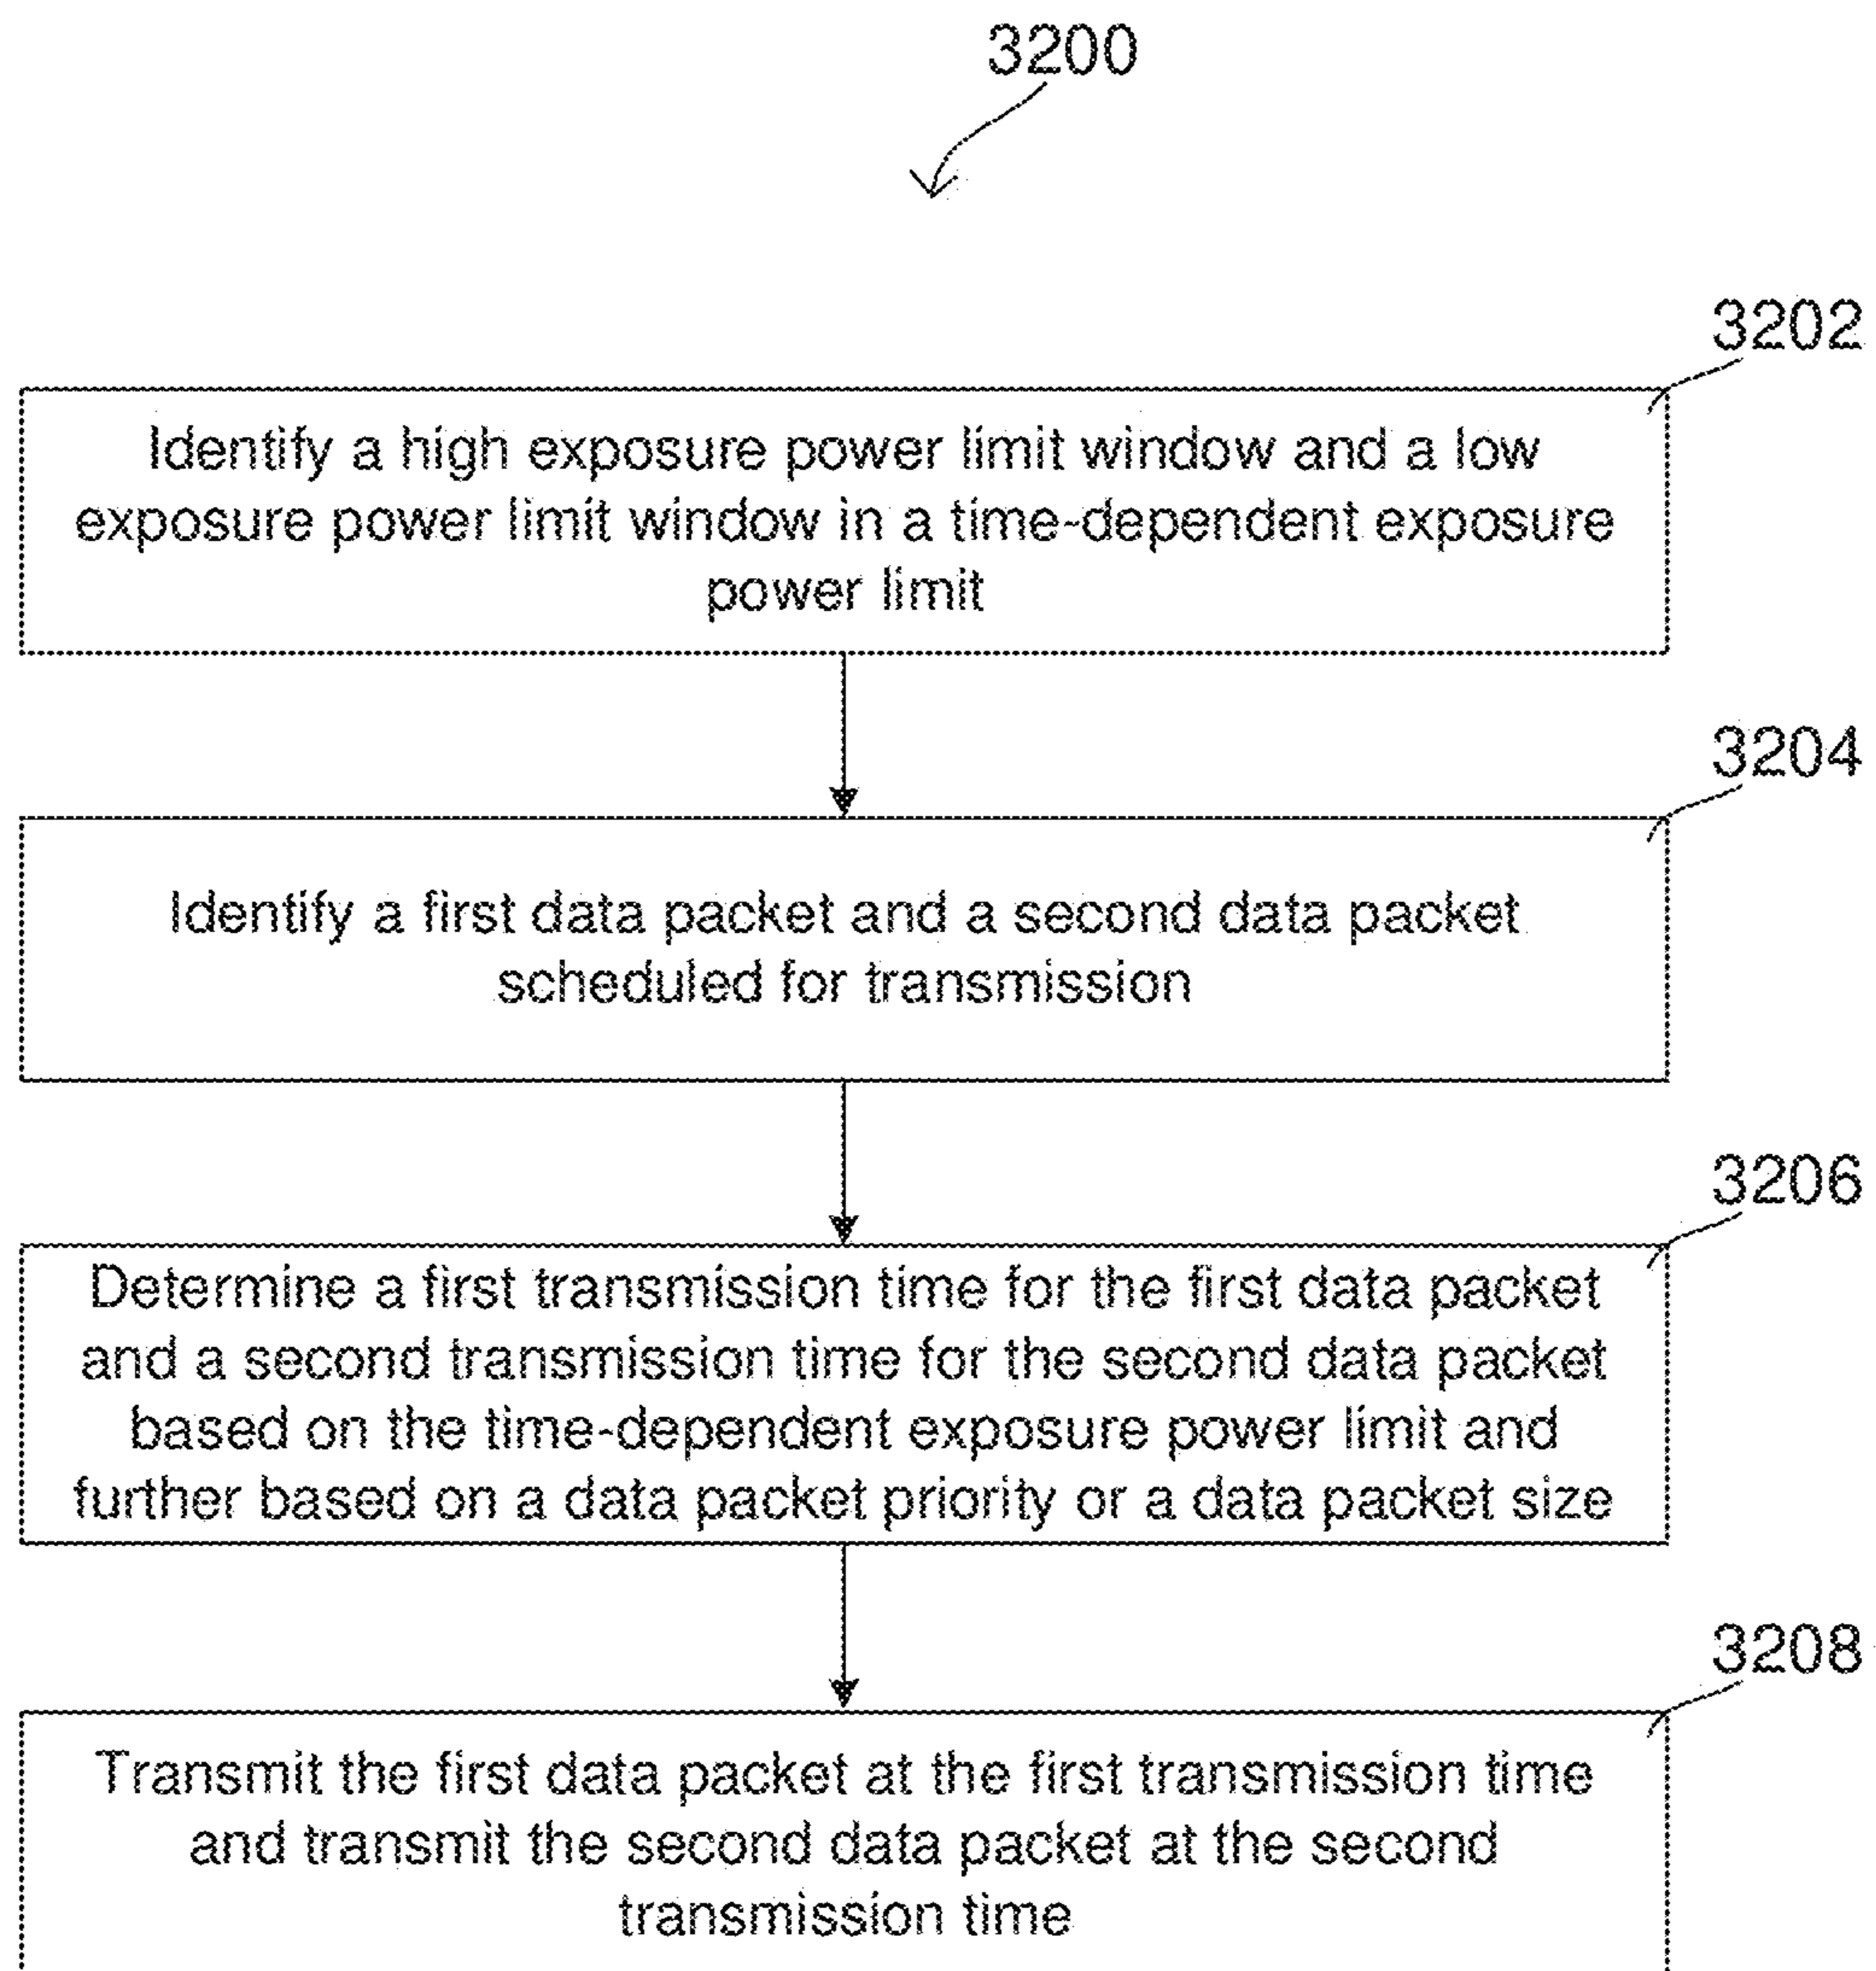 3200
3202
Identify a high exposure power limit window and a low
exposure power limit window in a time-dependent exposure
power limit
3204
Identify a first data packet and a second data packet
scheduled for transmission
3206
Determine a first transmission time for the first data packet
and a second transmission time for the second data packet
based on the time-dependent exposure power limit and
further based on a data packet priority or a data packet size
3208
Transmit the first data packet at the first transmission time
and transmit the second data packet at the second
transmission time